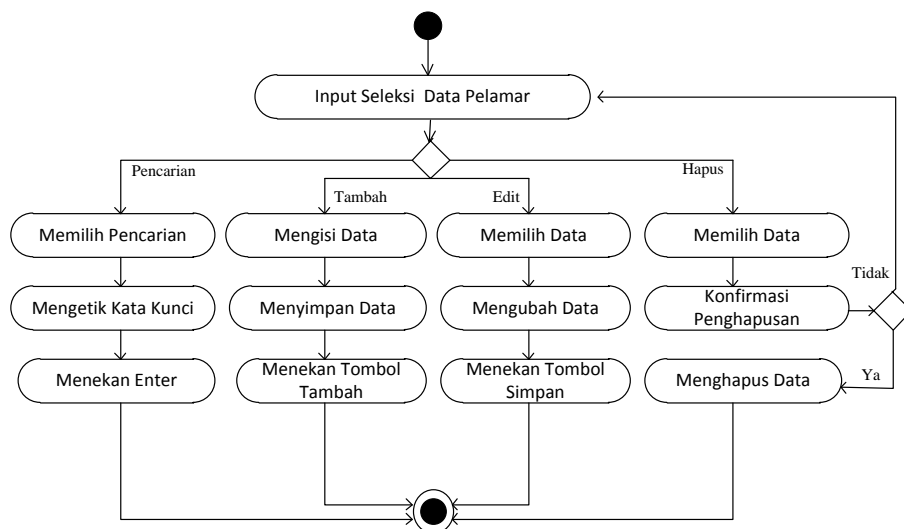 Input Seleksi Data Pelamar
Pencarian
Tambah
Edit
Hapus
Memilih Pencarian
Mengisi Data
Memilih Data
Memilih Data
Tidak
Mengetik Kata Kunci
Menyimpan Data
Mengubah Data
Konfirmasi
Penghapusan
Menekan Enter
Menekan Tombol
Tambah
Menekan Tombol
Simpan
Menghapus Data
Ya